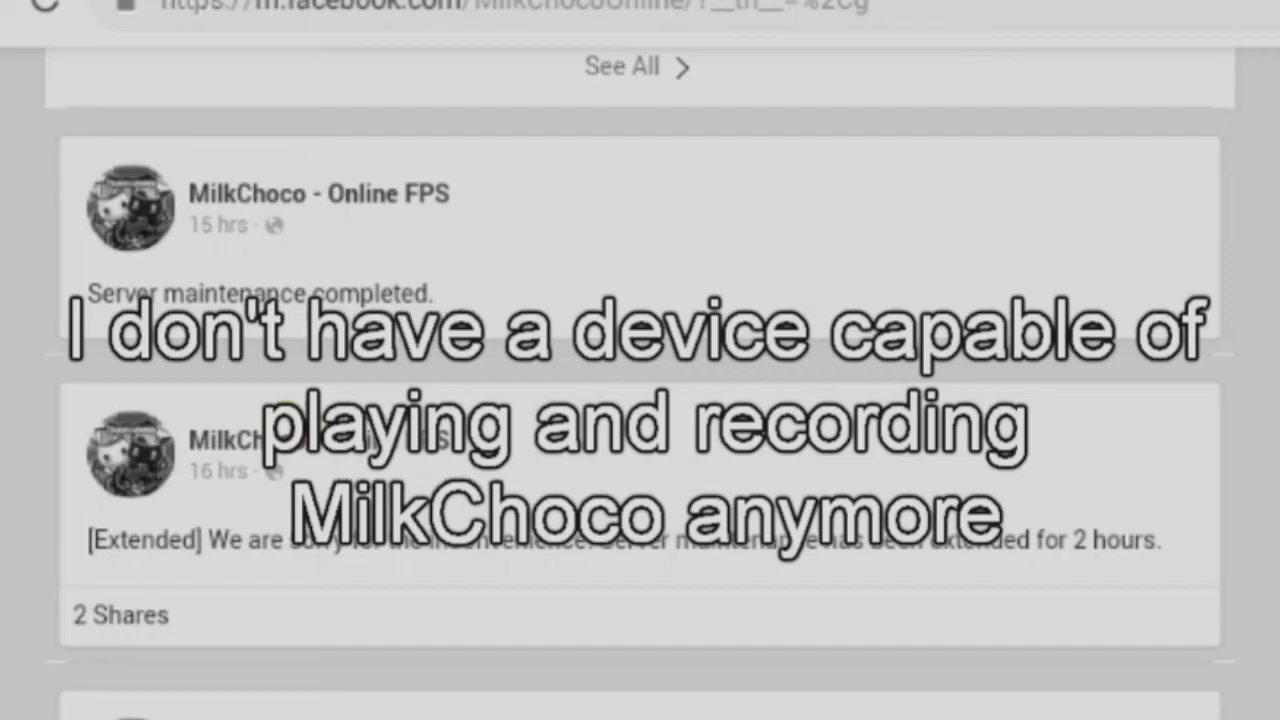 https://m.facebook.com/MilkChocoOnline/?__tn__=%2Cg
See All
MilkChoco - Online FPS
15 hrs
Server maintenance completed.
I don't have a device capable of
playing and recording
MilkChoco anymore
16 hrs
[Extended] We are sorry for the inconvenience. Server maintenance has been extended for 2 hours.
2 Shares